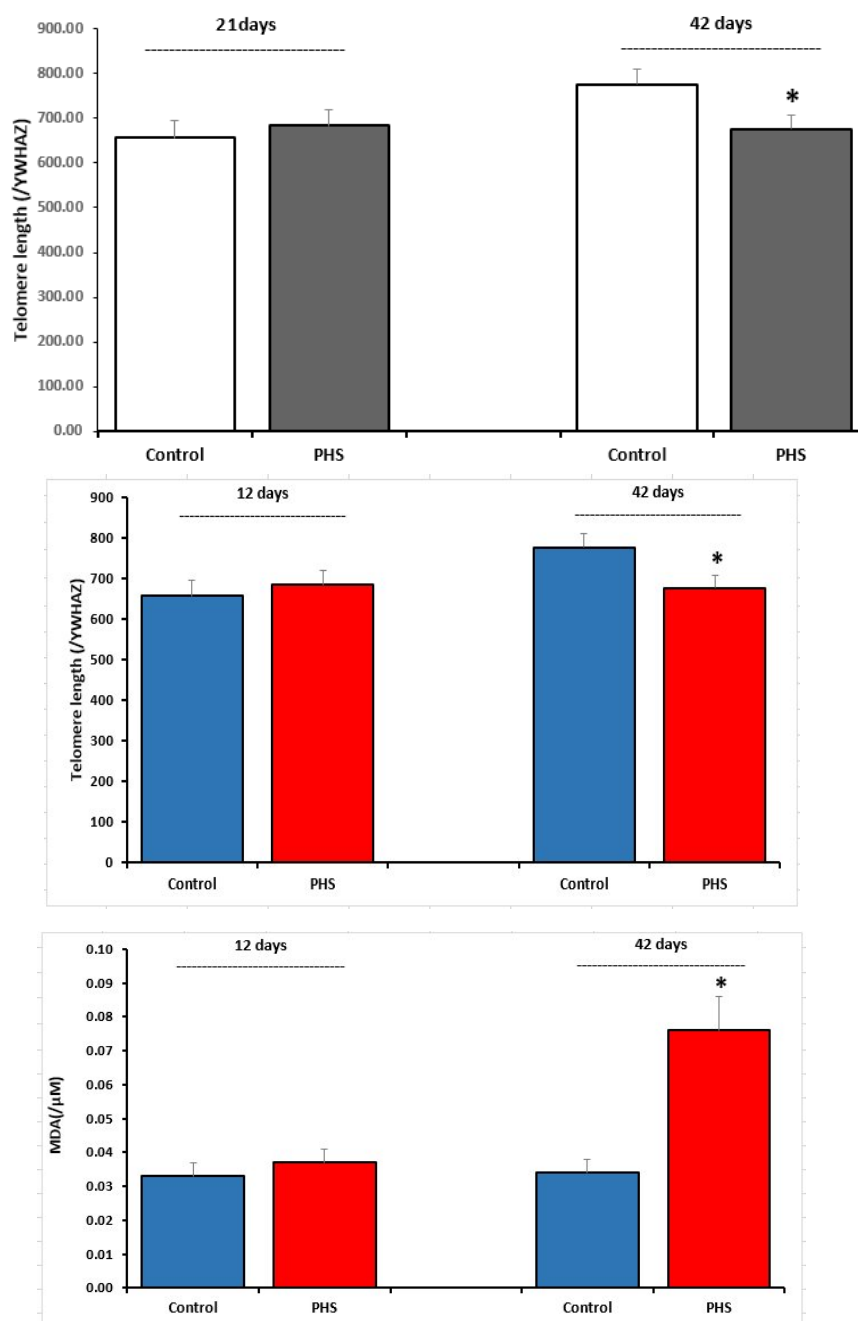 21days
42 days
Telomere length (/YWHAZ)
900.00
800.00
*
700.00
600.00
500.00
400.00
300.00
200.00
100.00
0.00
Control
PHS
Control
PHS
12 days
42 days
Telomere length (/YWHAZ)
900
800
*
700
600
500
400
300
200
100
0
Control
PHS
Control
PHS
12 days
42 days
MDA(/µM)
0.10
0.09
*
0.08
0.07
0.06
0.05
0.04
0.03
0.02
0.01
0.00
Control
PHS
Control
PHS